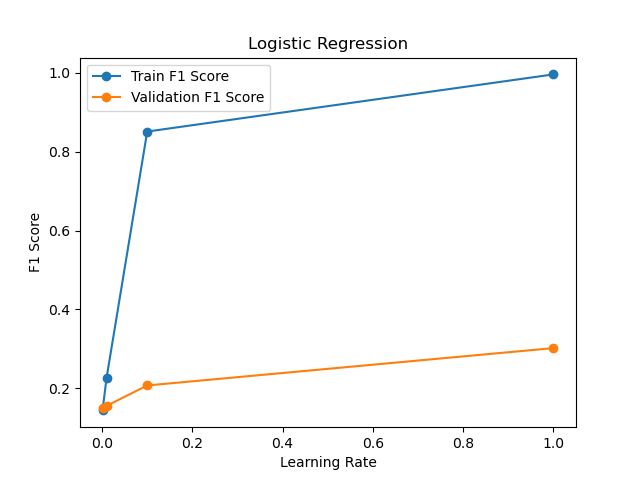 Logistic Regression
Train F1 Score
Validation F1 Score
F1 Score
1.0
0.8
0.6
0.4
0.2
0.0 0.2 0.4 0.6 0.8 1.0
Learning Rate